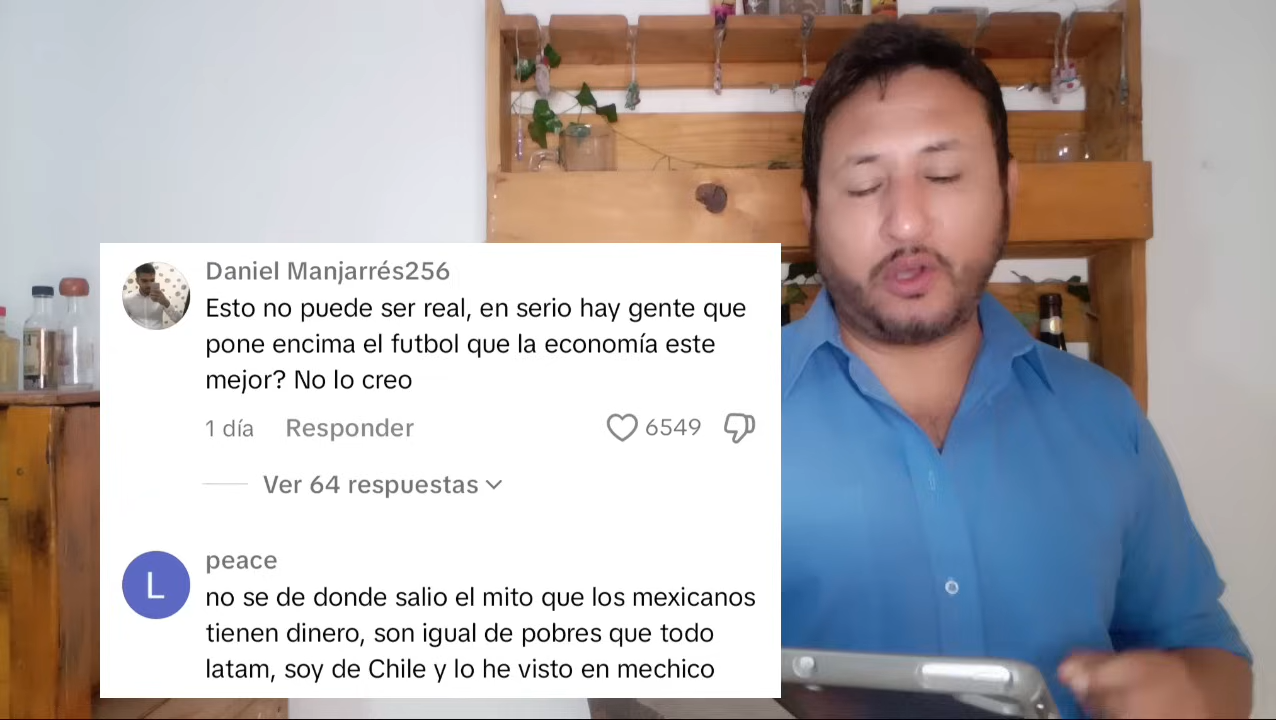 Daniel Manjarrés256
Esto no puede ser real, en serio hay gente que
pone encima el futbol que la economía este
mejor? No lo creo
1 día Responder 6549
Ver 64 respuestas
L
peace
no se de donde salio el mito que los mexicanos
tienen dinero, son igual de pobres que todo
latam, soy de Chile y lo he visto en mechico